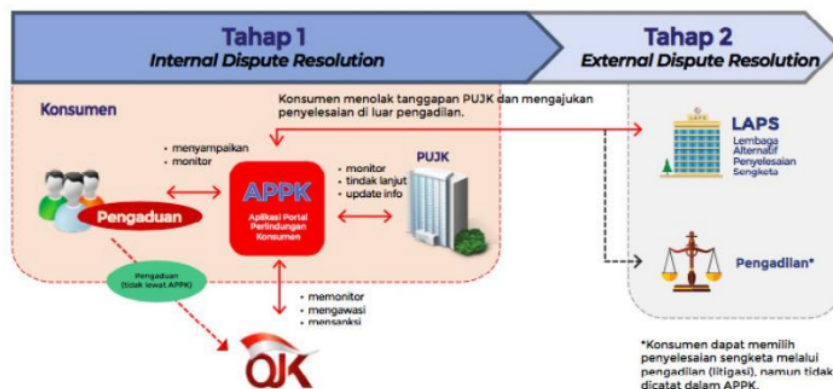 Tahap 1
Internal Dispute Resolution
Tahap 2
External Dispute Resolution
Konsumen
Konsumen menolak tanggapan PUJK dan mengajukan
penyelesaian di luar pengadilan.
• menyampaikan
• monitor
Pengaduan
APPK
Aplikasi Portal
Perlindungan
Konsumen
• monitor
• tindak lanjut
• update info
PUJK
LAPS
LAPS
Lembaga
Alternatif
Penyelesaian
Sengketa
Pengadilan*
Pengaduan
(tidak lewat APPK)
• memonitor
• mengawasi
• mensanksi
OJK
*Konsumen dapat memilih
penyelesaian sengketa melalui
pengadilan (litigasi), namun tidak
dicatat dalam APPK.